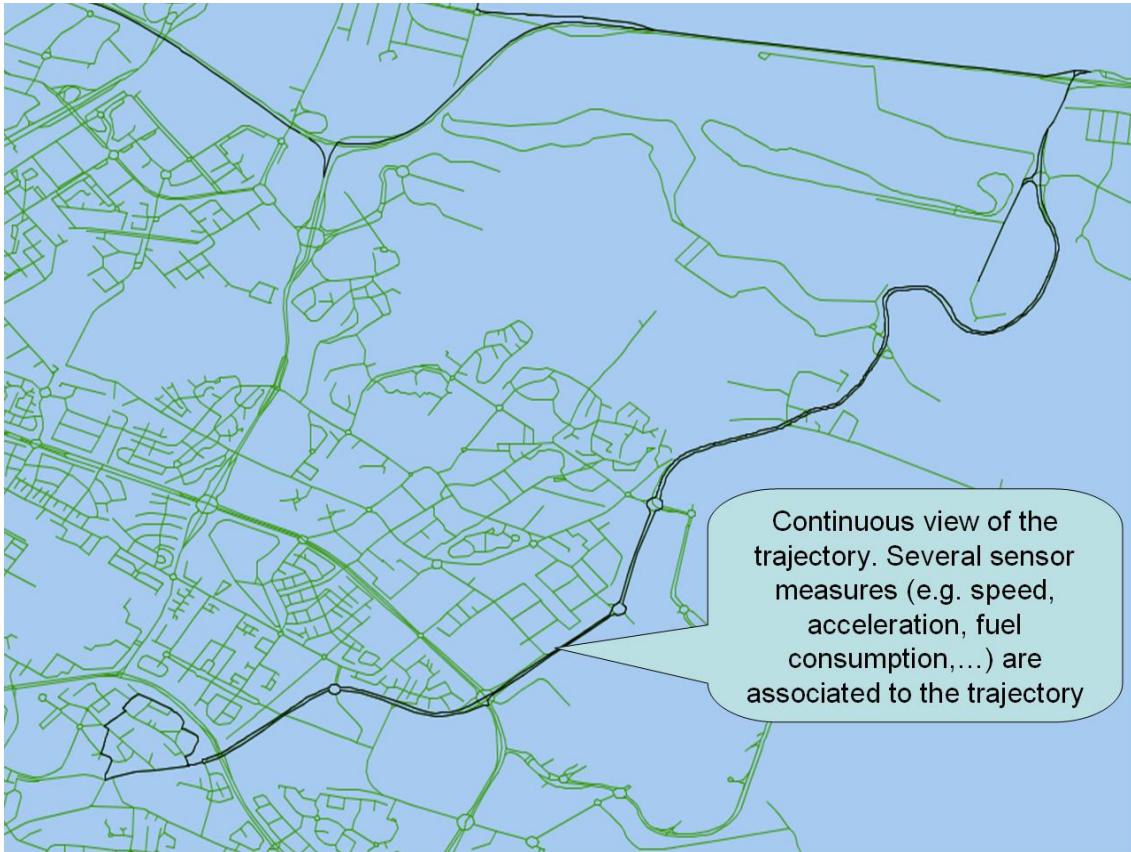 Continuous view of the
trajectory. Several sensor
measures (e.g. speed,
acceleration, fuel
consumption,...) are
associated to the trajectory